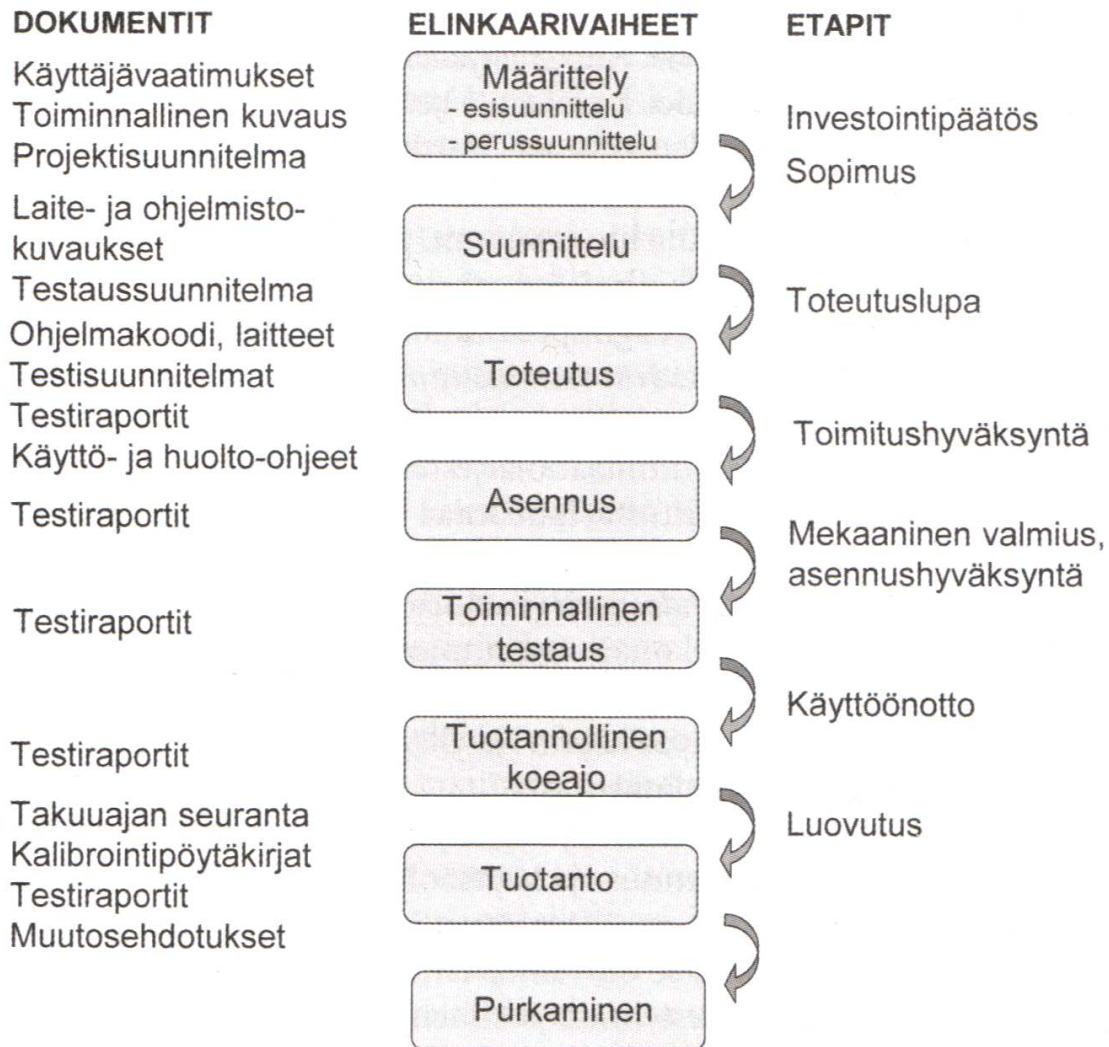 DOKUMENTIT
Käyttäjävaatimukset
Toiminnallinen kuvaus
Projektisuunnitelma
Laite- ja ohjelmisto-
kuvaukset
Testaussuunnitelma
Ohjelmakoodi, laitteet
Testisuunnitelmat
Testiraportit
Käyttö- ja huolto-ohjeet
Testiraportit
Testiraportit
Testiraportit
Takuuajan seuranta
Kalibrointipöytäkirjat
Testiraportit
Muutosehdotukset
ELINKAARIVAIHEET
Määrittely
- esisuunnittelu
- perussuunnittelu
Suunnittelu
Toteutus
Asennus
Toiminnallinen
testaus
Tuotannollinen
koeajo
Tuotanto
Purkaminen
ETAPIT
Investointipäätös
Sopimus
Toteutuslupa
Toimitushyväksyntä
Mekaaninen valmius,
asennushyväksyntä
Käyttöönotto
Luovutus